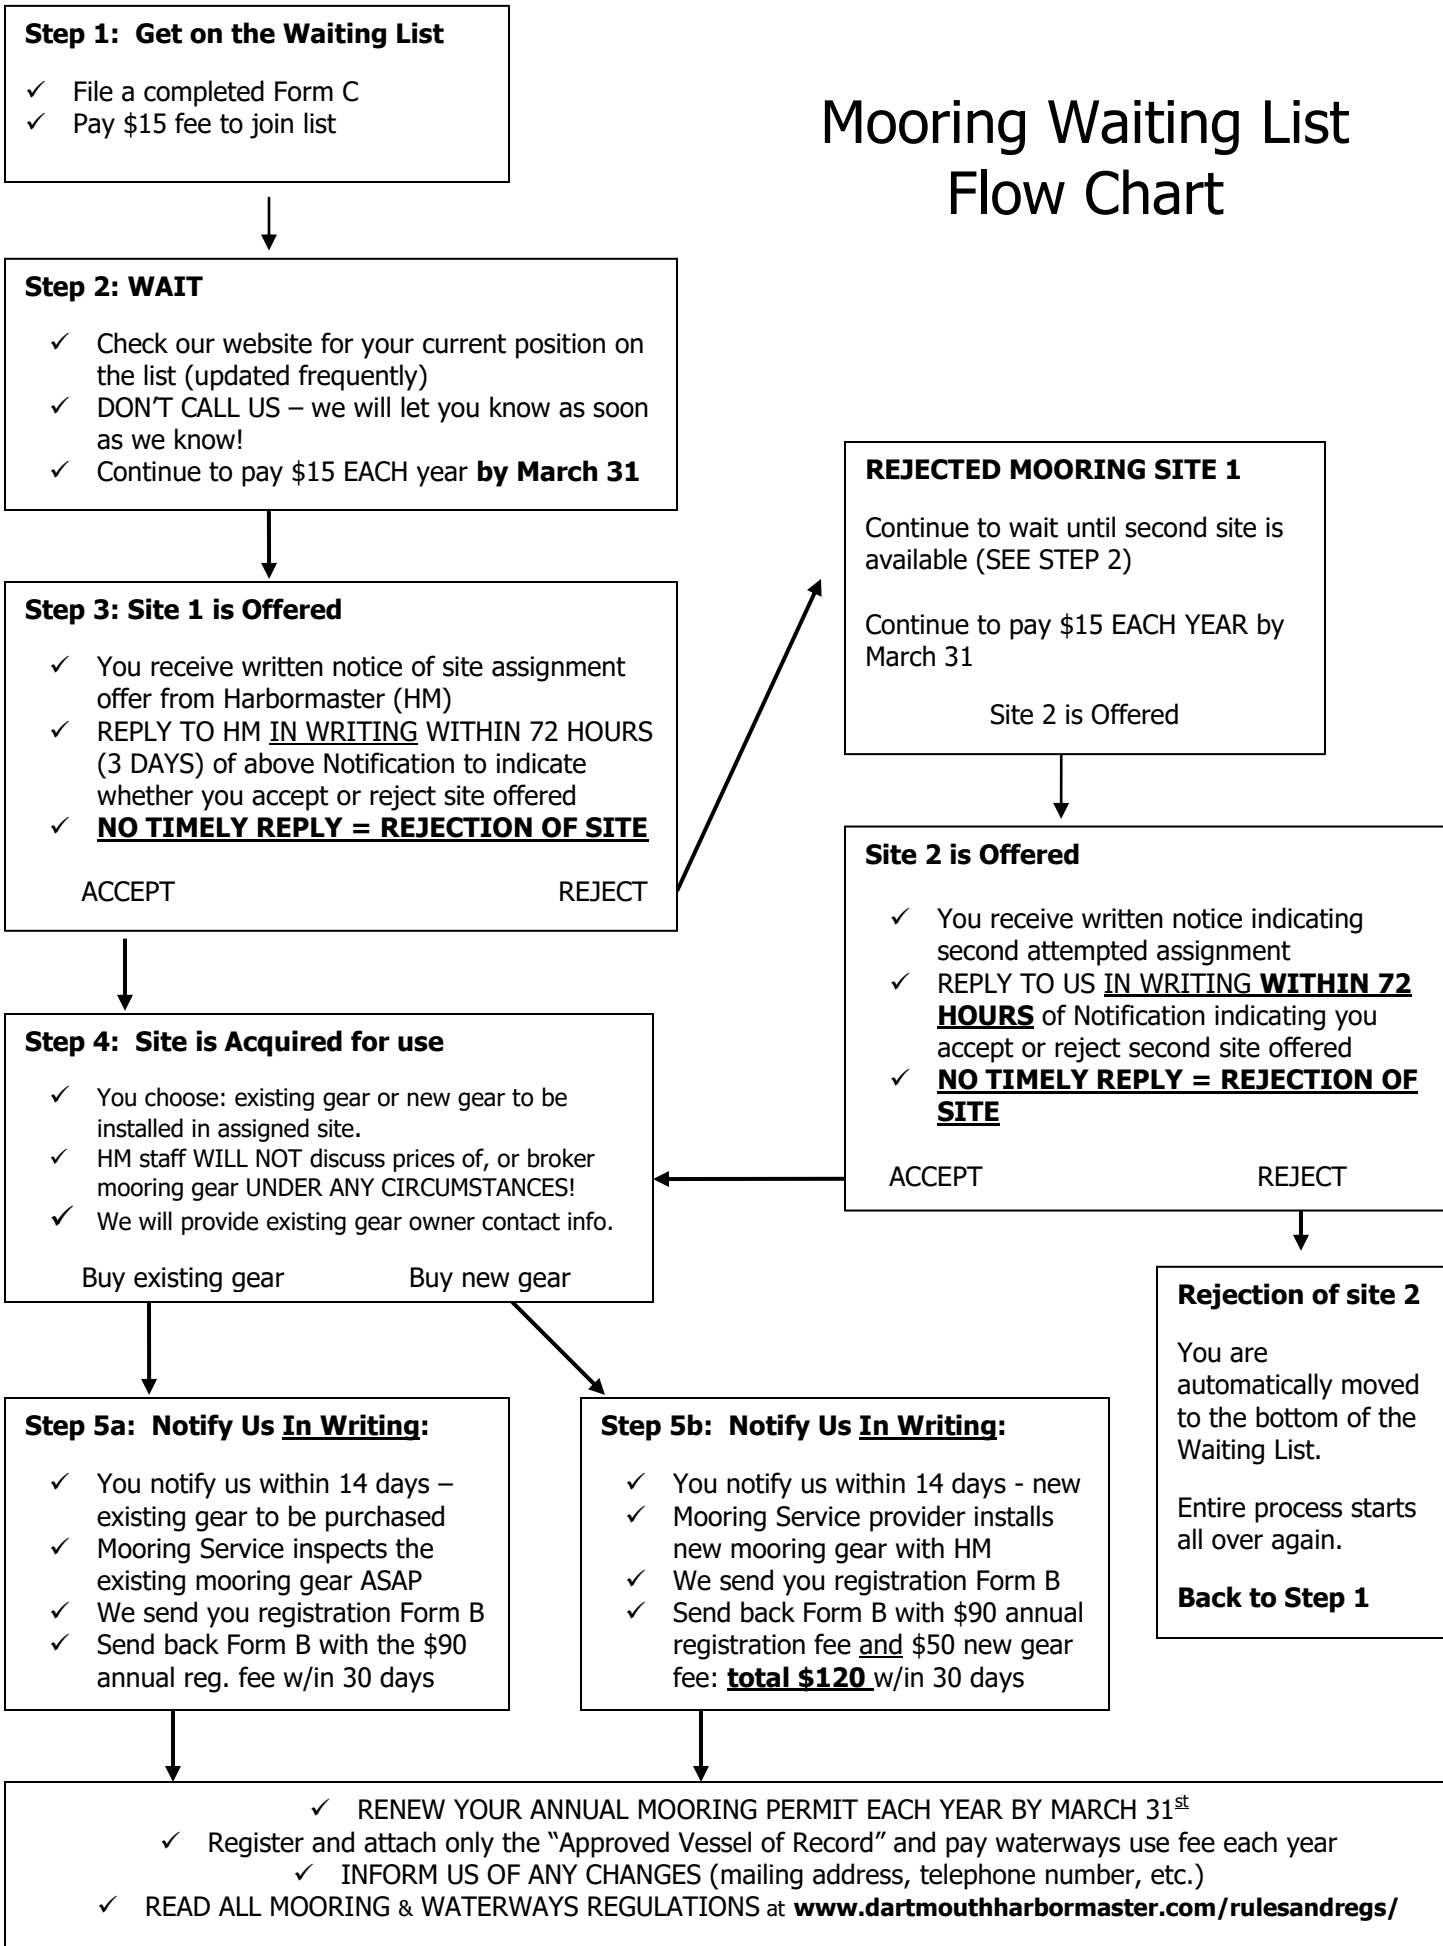 Step 1: Get on the Waiting List
✓ File a completed Form C
✓ Pay $15 fee to join list
Mooring Waiting List
Flow Chart
Step 2: WAIT
✓ Check our website for your current position on
the list (updated frequently)
✓ DON’T CALL US – we will let you know as soon
as we know!
✓ Continue to pay $15 EACH year by March 31
Step 3: Site 1 is Offered
✓ You receive written notice of site assignment
offer from Harbormaster (HM)
✓ REPLY TO HM IN WRITING WITHIN 72 HOURS
(3 DAYS) of above Notification to indicate
whether you accept or reject site offered
✓ NO TIMELY REPLY = REJECTION OF SITE
ACCEPT REJECT
REJECTED MOORING SITE 1
Continue to wait until second site is
available (SEE STEP 2)
Continue to pay $15 EACH YEAR by
March 31
Site 2 is Offered
Site 2 is Offered
✓ You receive written notice indicating
second attempted assignment
✓ REPLY TO US IN WRITING WITHIN 72
HOURS of Notification indicating you
accept or reject second site offered
✓ NO TIMELY REPLY = REJECTION OF
SITE
ACCEPT REJECT
Step 4: Site is Acquired for use
✓ You choose: existing gear or new gear to be
installed in assigned site.
✓ HM staff WILL NOT discuss prices of, or broker
mooring gear UNDER ANY CIRCUMSTANCES!
✓ We will provide existing gear owner contact info.
Buy existing gear Buy new gear
Rejection of site 2
You are
automatically moved
to the bottom of the
Waiting List.
Entire process starts
all over again.
Back to Step 1
Step 5a: Notify Us In Writing:
✓ You notify us within 14 days –
existing gear to be purchased
✓ Mooring Service inspects the
existing mooring gear ASAP
✓ We send you registration Form B
✓ Send back Form B with the $90
annual reg. fee w/in 30 days
Step 5b: Notify Us In Writing:
✓ You notify us within 14 days - new
✓ Mooring Service provider installs
new mooring gear with HM
✓ We send you registration Form B
✓ Send back Form B with $90 annual
registration fee and $50 new gear
fee: total $120 w/in 30 days
✓ RENEW YOUR ANNUAL MOORING PERMIT EACH YEAR BY MARCH 31st
✓ Register and attach only the “Approved Vessel of Record” and pay waterways use fee each year
✓ INFORM US OF ANY CHANGES (mailing address, telephone number, etc.)
✓ READ ALL MOORING & WATERWAYS REGULATIONS at www.dartmouthharbormaster.com/rulesandregs/